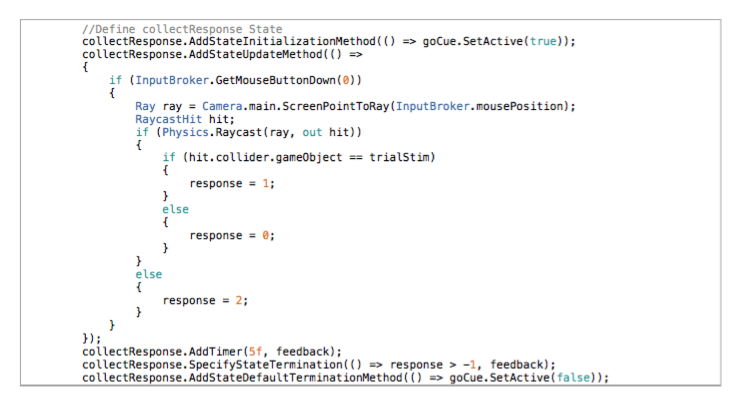 //Define collectResponse State
collectResponse.AddStateInitializationMethod(() => goCue.SetActive(true));
collectResponse.AddStateUpdateMethod(() =>
{
    if (InputBroker.GetMouseButtonDown(0))
    {
        Ray ray = Camera.main.ScreenPointToRay(InputBroker.mousePosition);
        RaycastHit hit;
        if (Physics.Raycast(ray, out hit))
        {
            if (hit.collider.gameObject == trialStim)
            {
                response = 1;
            }
            else
            {
                response = 0;
            }
        }
        else
        {
            response = 2;
        }
    }
});
collectResponse.AddTimer(5f, feedback);
collectResponse.SpecifyStateTermination(() => response > -1, feedback);
collectResponse.AddStateDefaultTerminationMethod(() => goCue.SetActive(false));